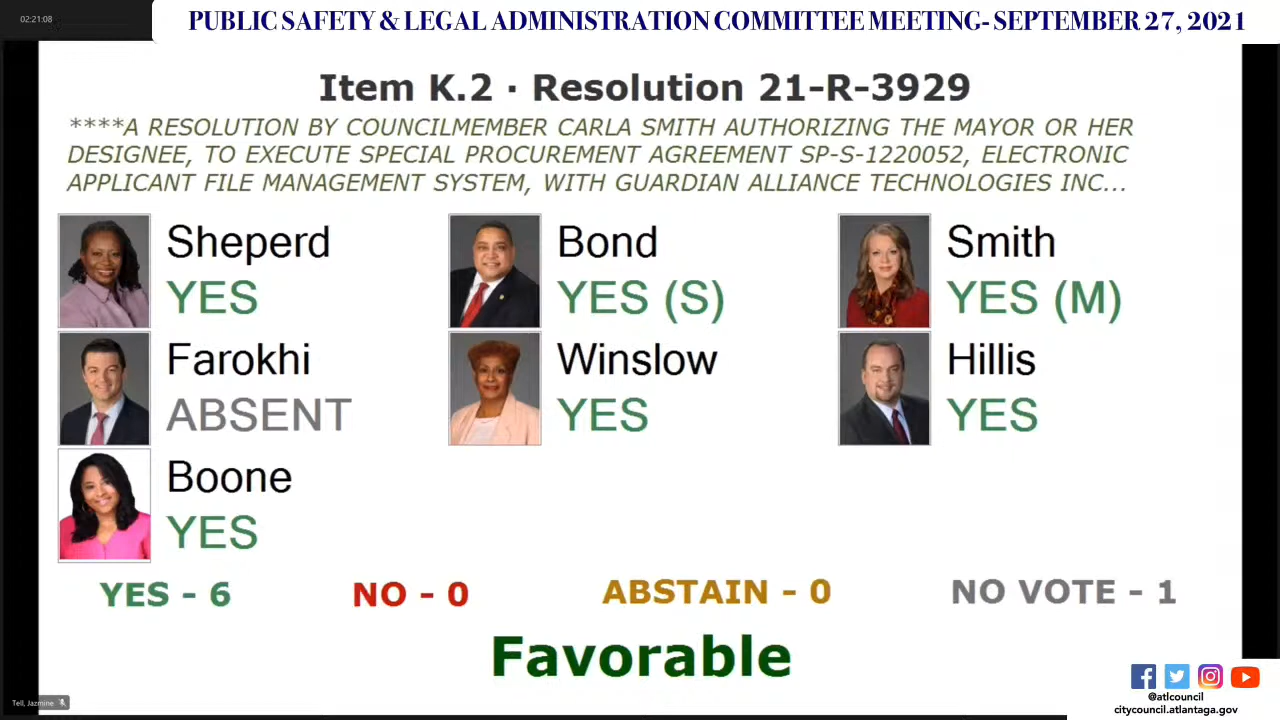 02:21:08
PUBLIC SAFETY & LEGAL ADMINISTRATION COMMITTEE MEETING- SEPTEMBER 27, 2021
Item K.2 · Resolution 21-R-3929
****A RESOLUTION BY COUNCILMEMBER CARLA SMITH AUTHORIZING THE MAYOR OR HER
DESIGNEE, TO EXECUTE SPECIAL PROCUREMENT AGREEMENT SP-S-1220052, ELECTRONIC
APPLICANT FILE MANAGEMENT SYSTEM, WITH GUARDIAN ALLIANCE TECHNOLOGIES INC...
Sheperd
YES
Bond
YES (S)
Smith
YES (M)
Farokhi
ABSENT
Winslow
YES
Hillis
YES
Boone
YES
YES - 6
NO - 0
ABSTAIN - 0
NO VOTE - 1
Favorable
Tell, Jazmine
@atlcouncil
citycouncil.atlantaga.gov